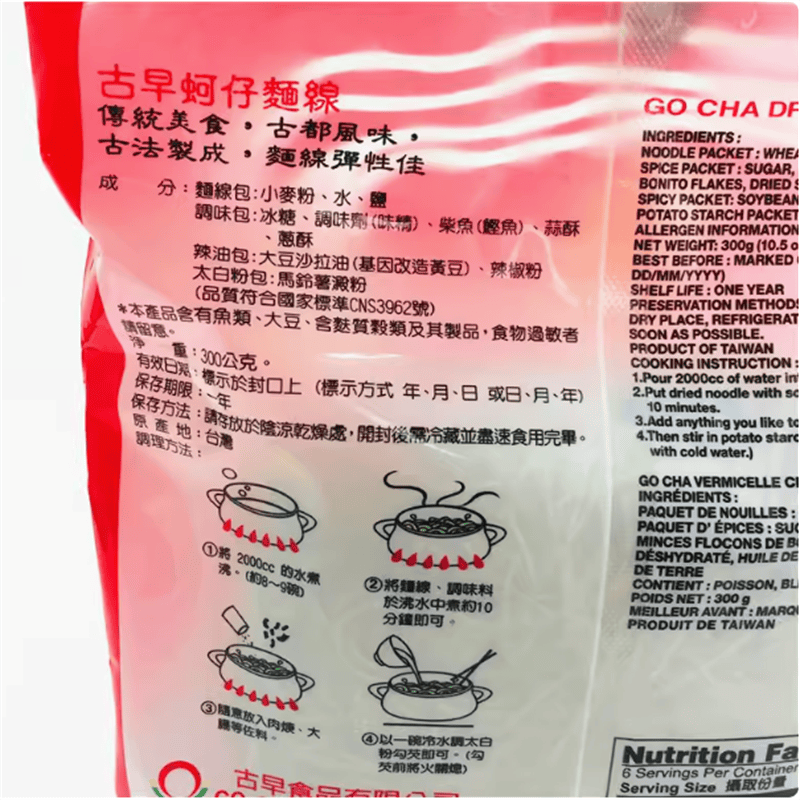 古早蚵仔麵線
傳統美食，古都風味，
古法製成，麵線彈性佳
成 分：麵線包:小麥粉、水、鹽
調味包:冰糖、調味劑(味精)、柴魚(鰹魚)、蒜酥
、蔥酥
辣油包:大豆沙拉油(基因改造黃豆)、辣椒粉
太白粉包:馬鈴薯澱粉
(品質符合國家標準CNS3962號)
*本產品含有魚類、大豆、含麩質穀類及其製品，食物過敏者
請留意。
淨 重:300公克。
有效日期:標示於封口上 (標示方式 年、月、日 或日、月、年)
保存期限:一年
保存方法:請存放於陰涼乾燥處，開封後需冷藏並盡速食用完畢。
原 產 地:台灣
調理方法:
①將 2000cc 的水煮
沸。(約8~9碗)
②將麵線、調味料
於沸水中煮約10
分鐘即可。
③隨意放入肉羹、大
腸等佐料。
④以一碗冷水調太白
粉勾芡即可。(勾
芡前將火關熄)
古早食品有限公司
GO CHA DF
INGREDIENTS :
NOODLE PACKET : WHEA
SPICE PACKET : SUGAR,
BONITO FLAKES, DRIED S
SPICY PACKET: SOYBEAN
POTATO STARCH PACKET
ALLERGEN INFORMATION
NET WEIGHT: 300g (10.5 o
BEST BEFORE : MARKED
DD/MM/YYYY)
SHELF LIFE : ONE YEAR
PRESERVATION METHOD
DRY PLACE, REFRIGERAT
SOON AS POSSIBLE.
PRODUCT OF TAIWAN
COOKING INSTRUCTION :
1.Pour 2000cc of water in
2.Put dried noodle with so
10 minutes.
3.Add anything you like to
4.Then stir in potato starc
with cold water.)
GO CHA VERMICELLE C
INGRÉDIENTS :
PAQUET DE NOUILLES :
PAQUET D' ÉPICES : SUC
MINCES FLOCONS DE B
DÉSHYDRATÉ, HUILE DE
DE TERRE
CONTIENT : POISSON, BL
POIDS NET : 300 g
MEILLEUR AVANT : MARQ
PRODUIT DE TAIWAN
Nutrition Fa
6 Servings Per Container
Serving Size 攝取份量